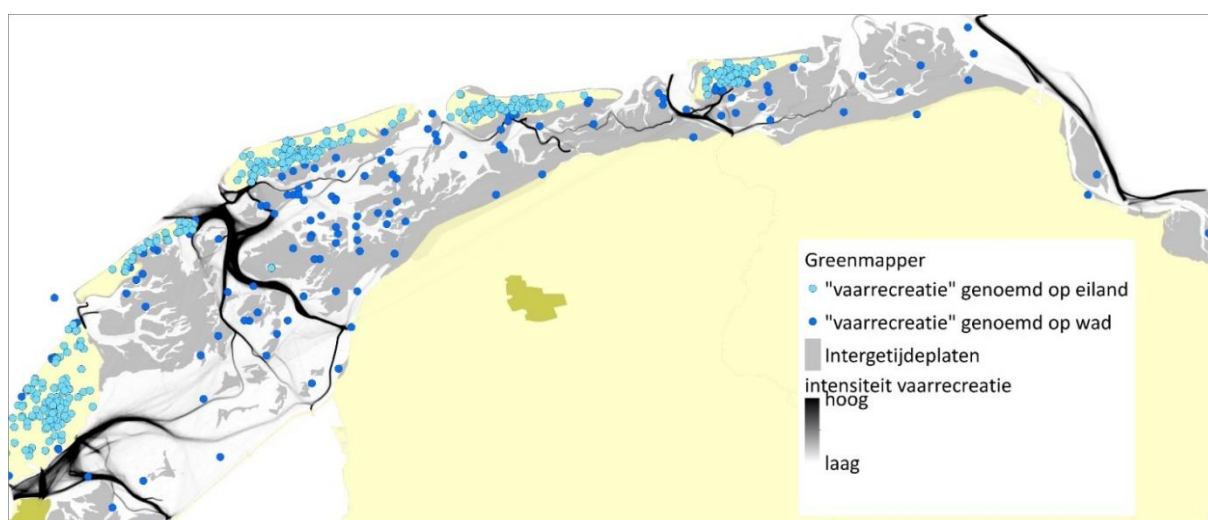 Greenmapper
"vaarrecreatie" genoemd op eiland
"vaarrecreatie" genoemd op wad
Intergetijdeplaten
intensiteit vaarrecreatie
hoog
laag